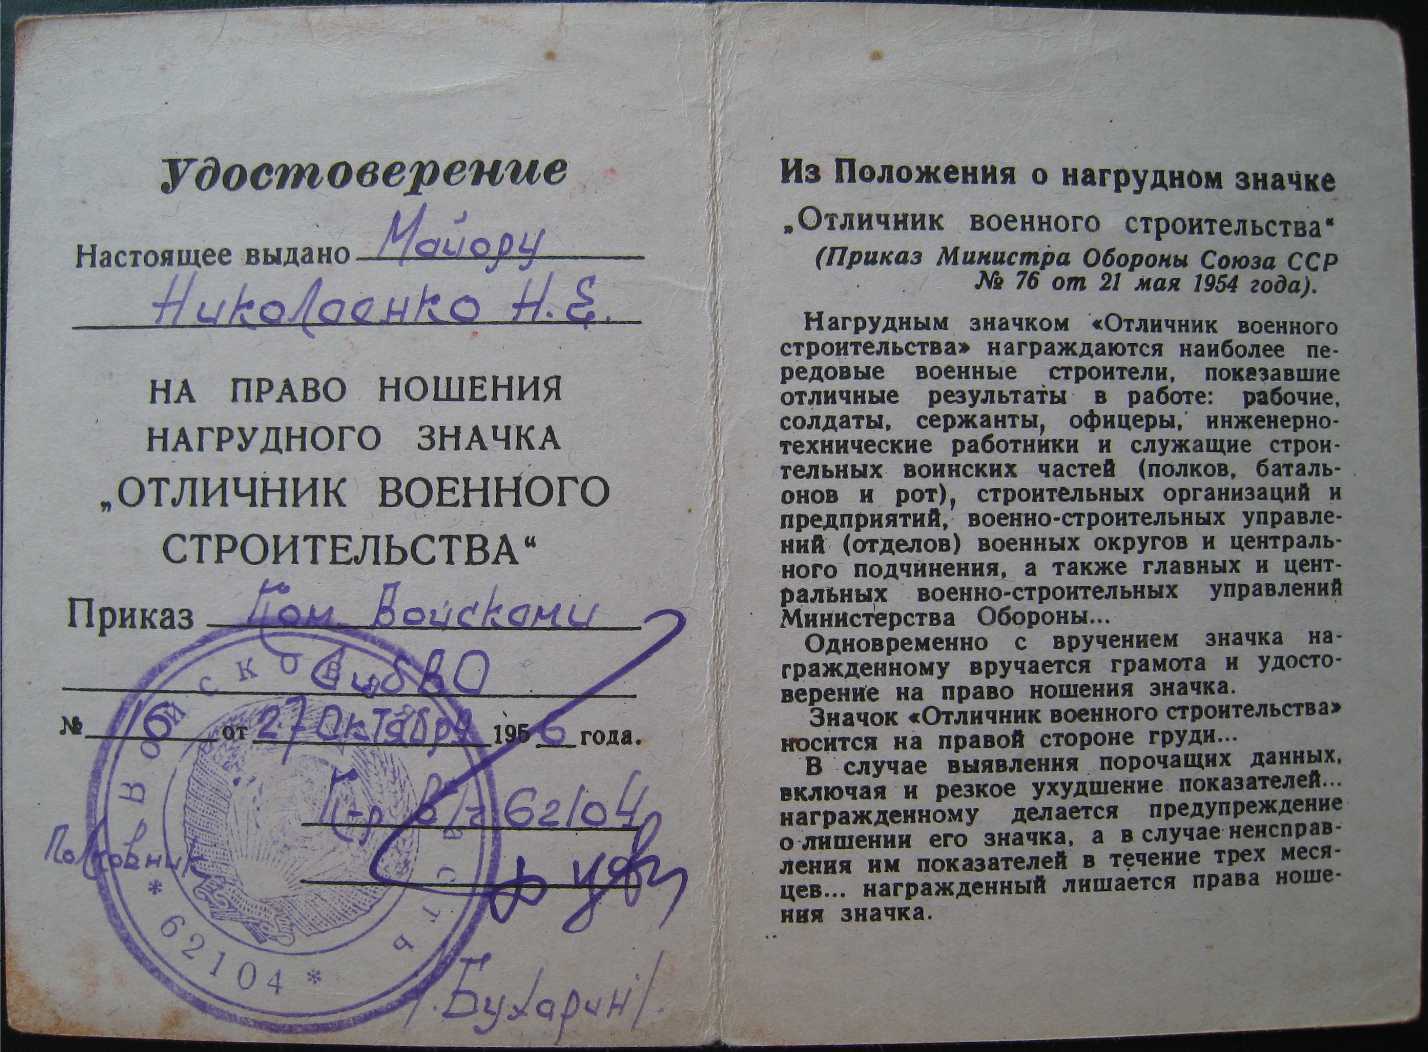 Удостоверение
Настоящее выдано Майору
Николаенко Н.Е.
НА ПРАВО НОШЕНИЯ
НАГРУДНОГО ЗНАЧКА
„ОТЛИЧНИК ВОЕННОГО
СТРОИТЕЛЬСТВА“
Приказ Ком. Войсками
СибВО
№ 16 от 27 октября 1956 года.
К-р в/ч 62104
Полковник
/Бухарин/.
ВОЙСКОВАЯ ЧАСТЬ
* 62104 *
Из Положения о нагрудном значке
„Отличник военного строительства“
(Приказ Министра Обороны Союза ССР
№ 76 от 21 мая 1954 года).
Нагрудным значком «Отличник военного
строительства» награждаются наиболее пе-
редовые военные строители, показавшие
отличные результаты в работе: рабочие,
солдаты, сержанты, офицеры, инженерно-
технические работники и служащие строи-
тельных воинских частей (полков, баталь-
онов и рот), строительных организаций и
предприятий, военно-строительных управле-
ний (отделов) военных округов и централь-
ного подчинения, а также главных и цент-
ральных военно-строительных управлений
Министерства Обороны...
Одновременно с вручением значка на-
гражденному вручается грамота и удосто-
верение на право ношения значка.
Значок «Отличник военного строительства»
носится на правой стороне груди...
В случае выявления порочащих данных,
включая и резкое ухудшение показателей...
награжденному делается предупреждение
о лишении его значка, а в случае неисправ-
ления им показателей в течение трех меся-
цев... награжденный лишается права ноше-
ния значка.